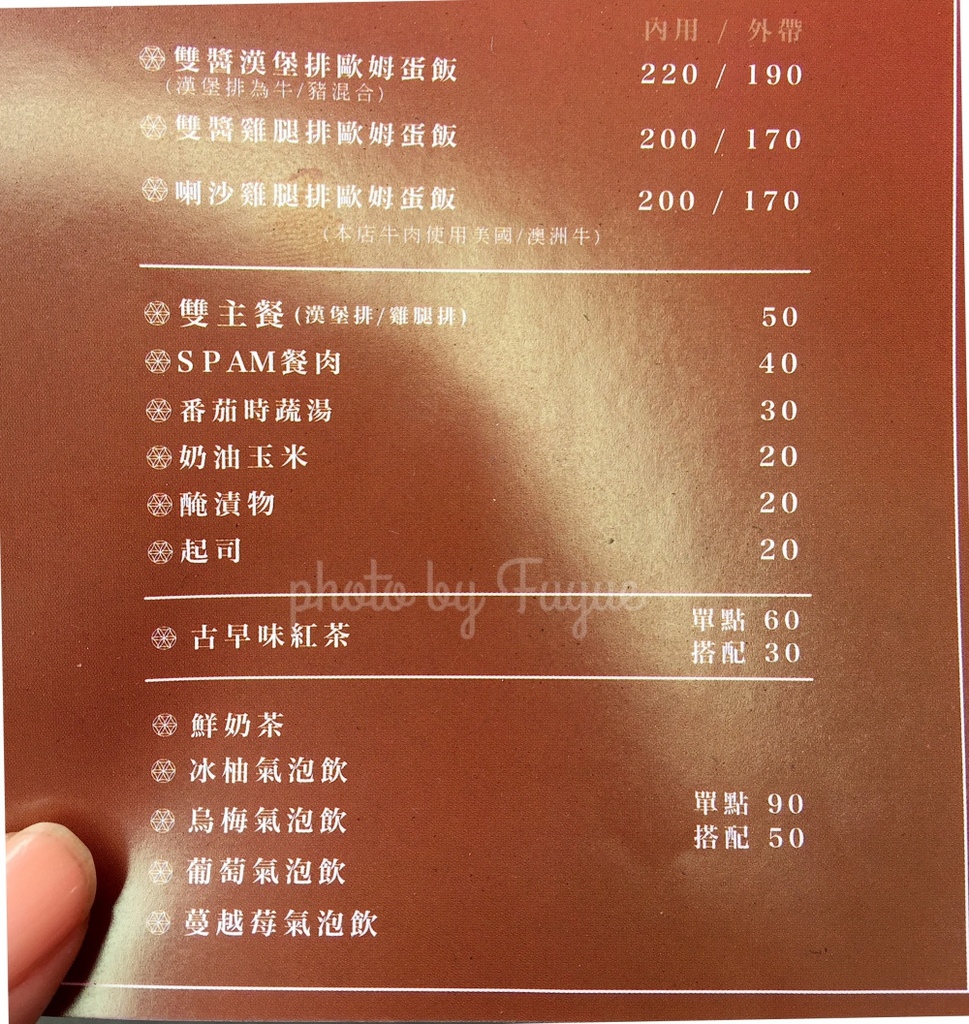 內用 / 外帶
雙醬漢堡排歐姆蛋飯 220 / 190
(漢堡排為牛/豬混合)
雙醬雞腿排歐姆蛋飯 200 / 170
喇沙雞腿排歐姆蛋飯 200 / 170
(本店牛肉使用美國/澳洲牛)
雙主餐(漢堡排/雞腿排) 50
SPAM餐肉 40
番茄時蔬湯 30
奶油玉米 20
醃漬物 20
起司 20
photo by Fuyue
古早味紅茶
單點 60
搭配 30
鮮奶茶
冰柚氣泡飲
烏梅氣泡飲
葡萄氣泡飲
蔓越莓氣泡飲
單點 90
搭配 50